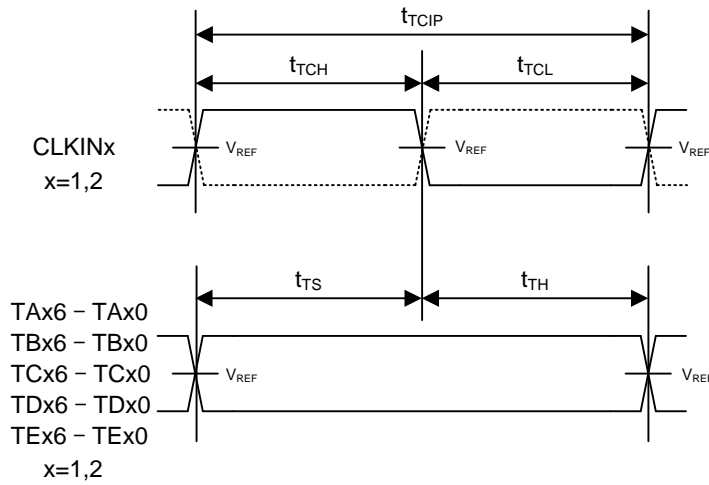 tTCIP
tTCH
tTCL
CLKINx
x=1,2
VREF
VREF
VREF
tTS
tTH
TAx6 − TAx0
TBx6 − TBx0
TCx6 − TCx0
TDx6 − TDx0
TEx6 − TEx0
x=1,2
VREF
VREF